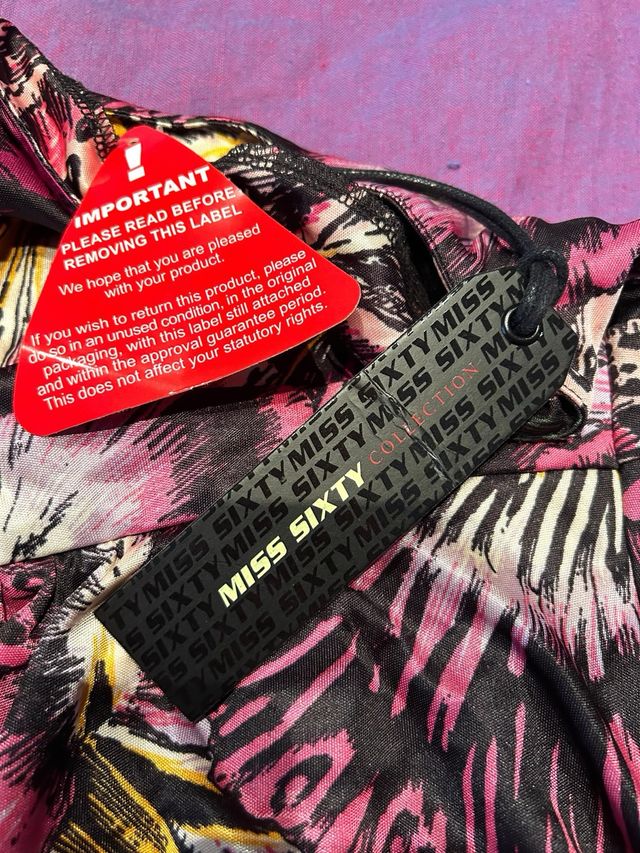 !
IMPORTANT
PLEASE READ BEFORE
REMOVING THIS LABEL
We hope that you are pleased
with your product.
If you wish to return this product, please
do so in an unused condition, in the original
packaging, with this label still attached
and within the approval guarantee period.
This does not affect your statutory rights.
MISS SIXTY COLLECTION